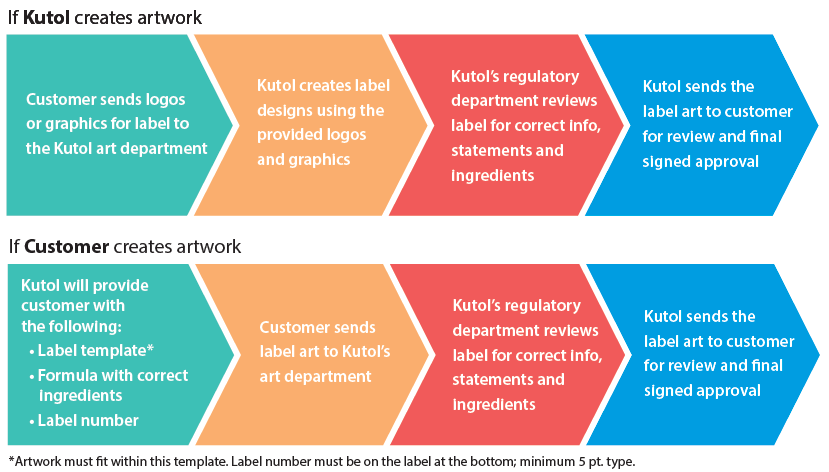 If Kutol creates artwork
Customer sends logos
or graphics for label to
the Kutol art department
Kutol creates label
designs using the
provided logos
and graphics
Kutol's regulatory
department reviews
label for correct info,
statements and
ingredients
Kutol sends the
label art to customer
for review and final
signed approval
If Customer creates artwork
Kutol will provide
customer with
the following:
• Label template*
• Formula with correct
ingredients
• Label number
Customer sends
label art to Kutol's
art department
Kutol's regulatory
department reviews
label for correct info,
statements and
ingredients
Kutol sends the
label art to customer
for review and final
signed approval
*Artwork must fit within this template. Label number must be on the label at the bottom; minimum 5 pt. type.